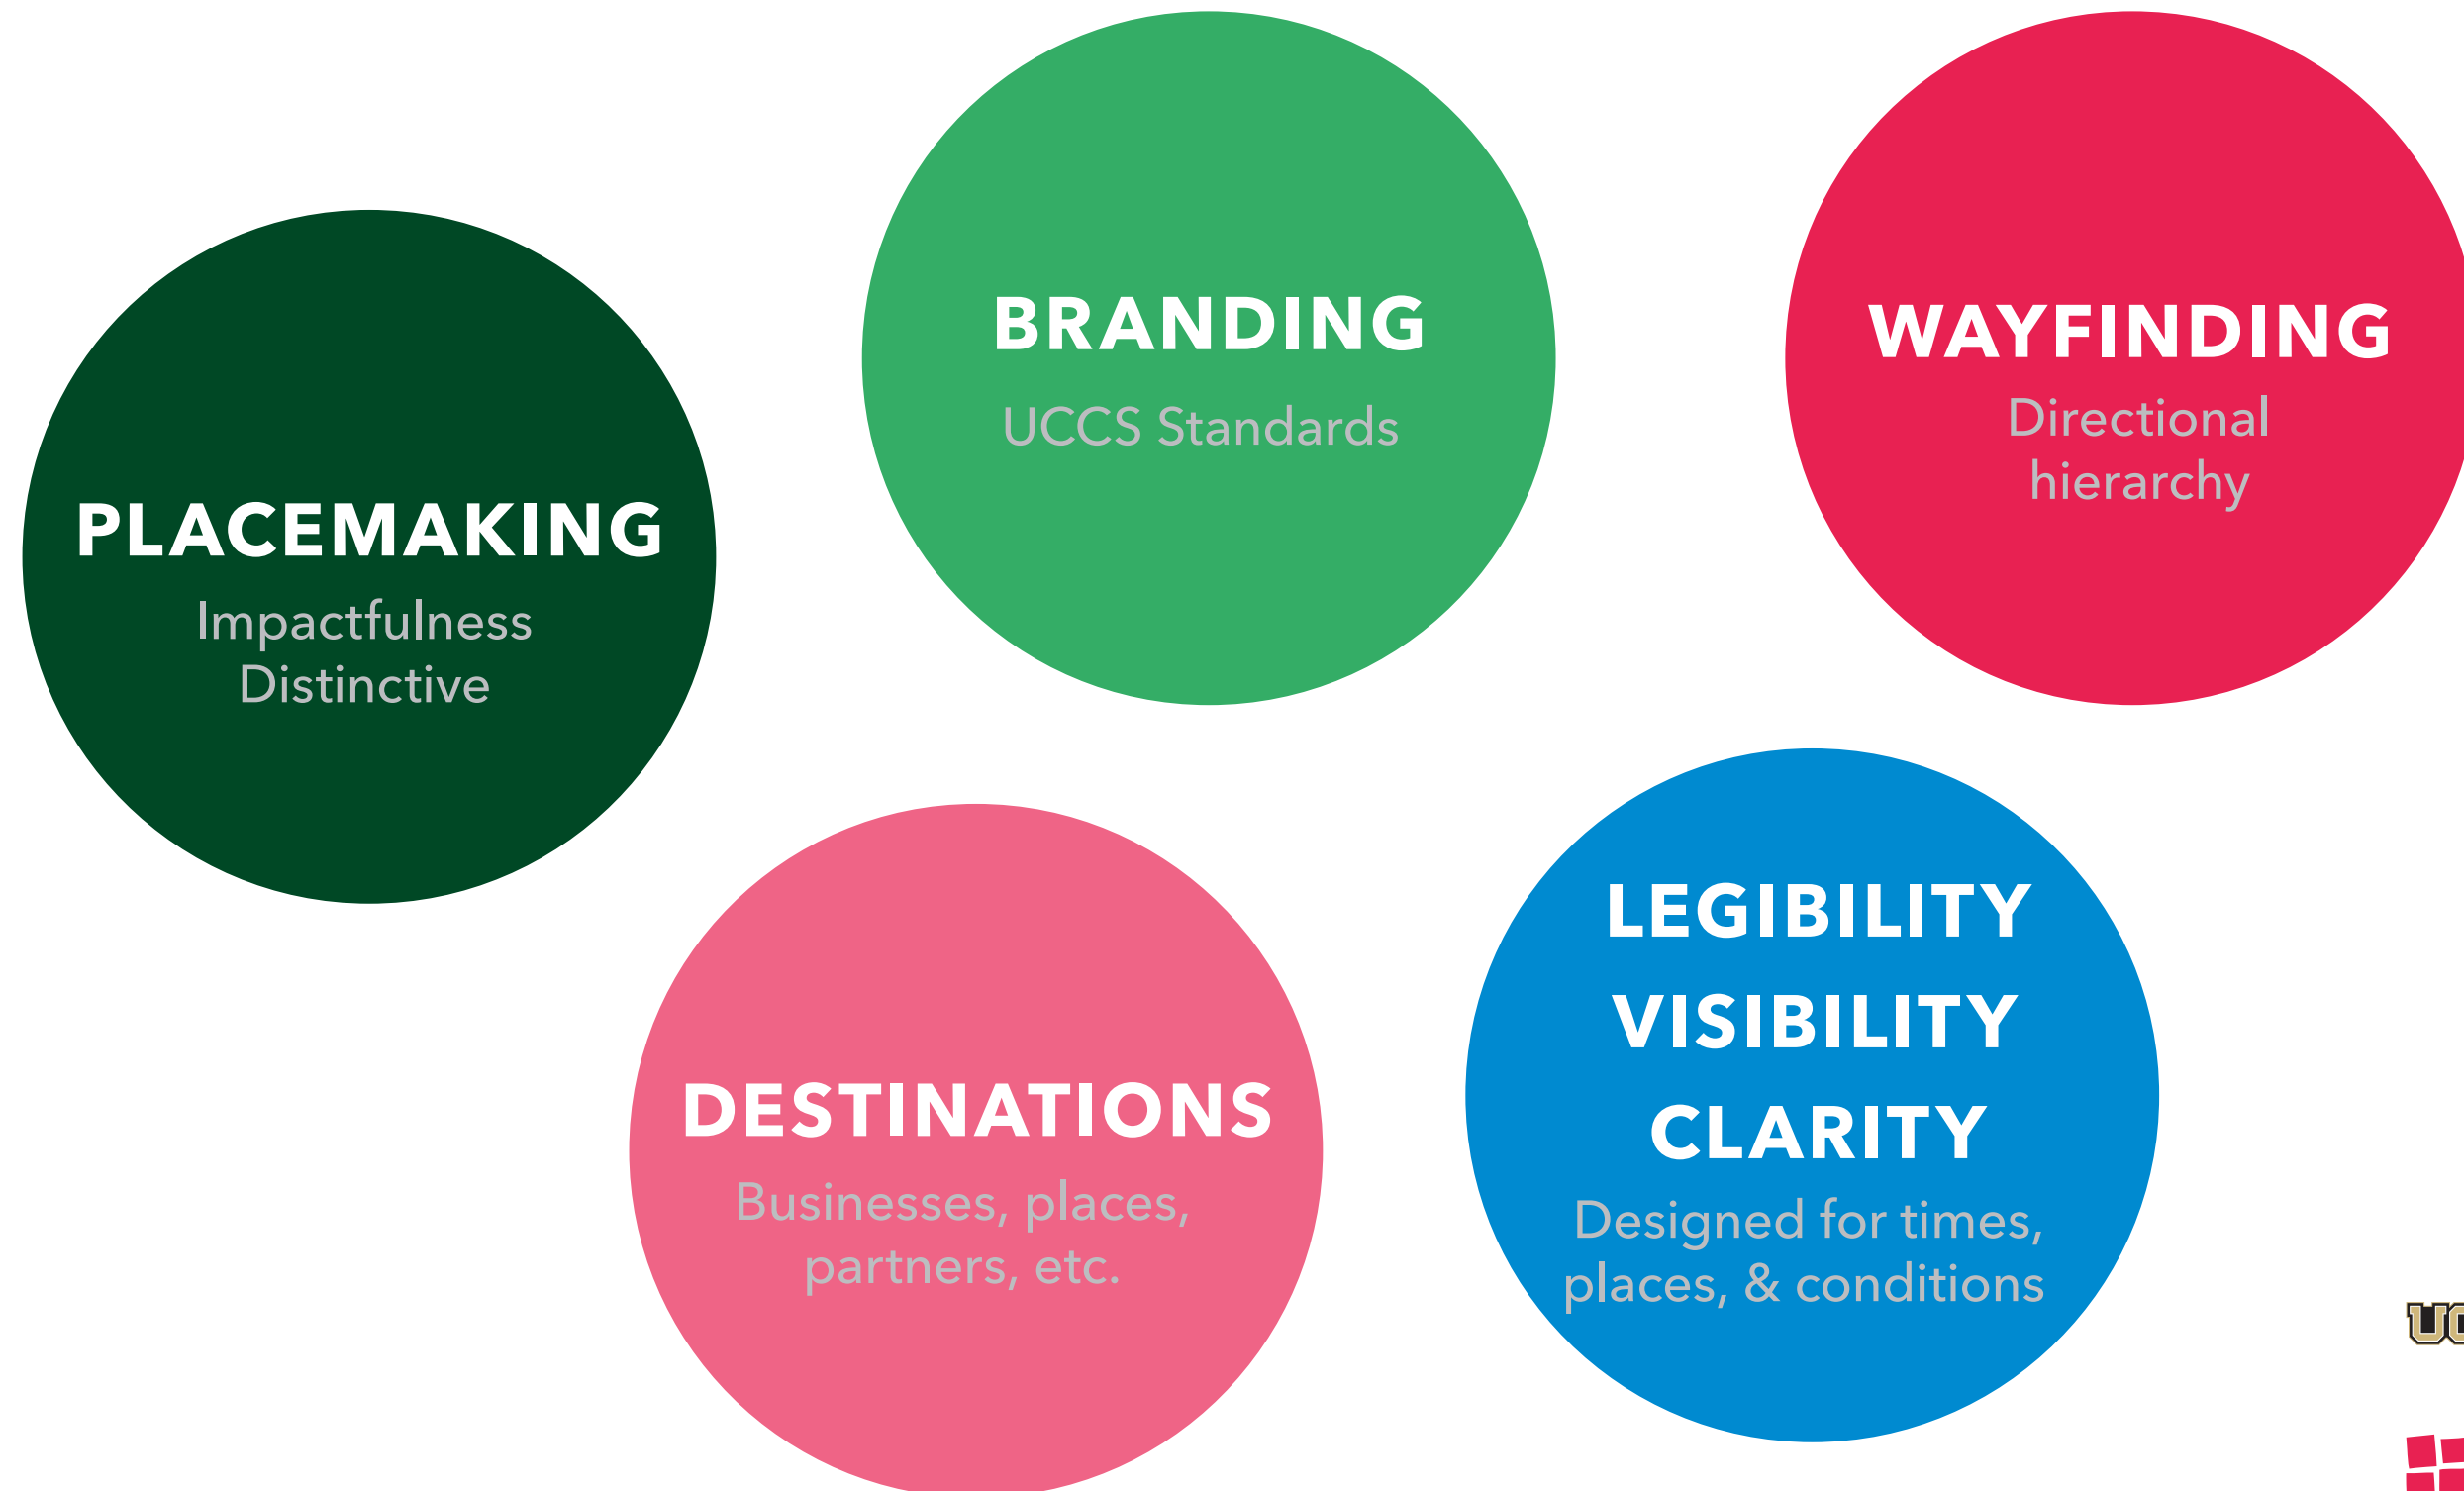 PLACEMAKING
Impactfulness
Distinctive
BRANDING
UCCS Standards
WAYFINDING
Directional
hierarchy
DESTINATIONS
Businesses, places,
partners, etc.
LEGIBILITY
VISIBILITY
CLARITY
Designed for times,
places, & conditions